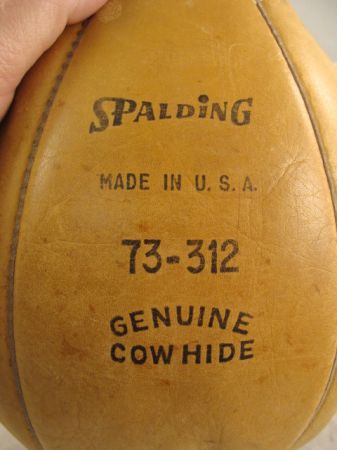 SPALDING
MADE IN U.S.A.
73-312
GENUINE
COWHIDE